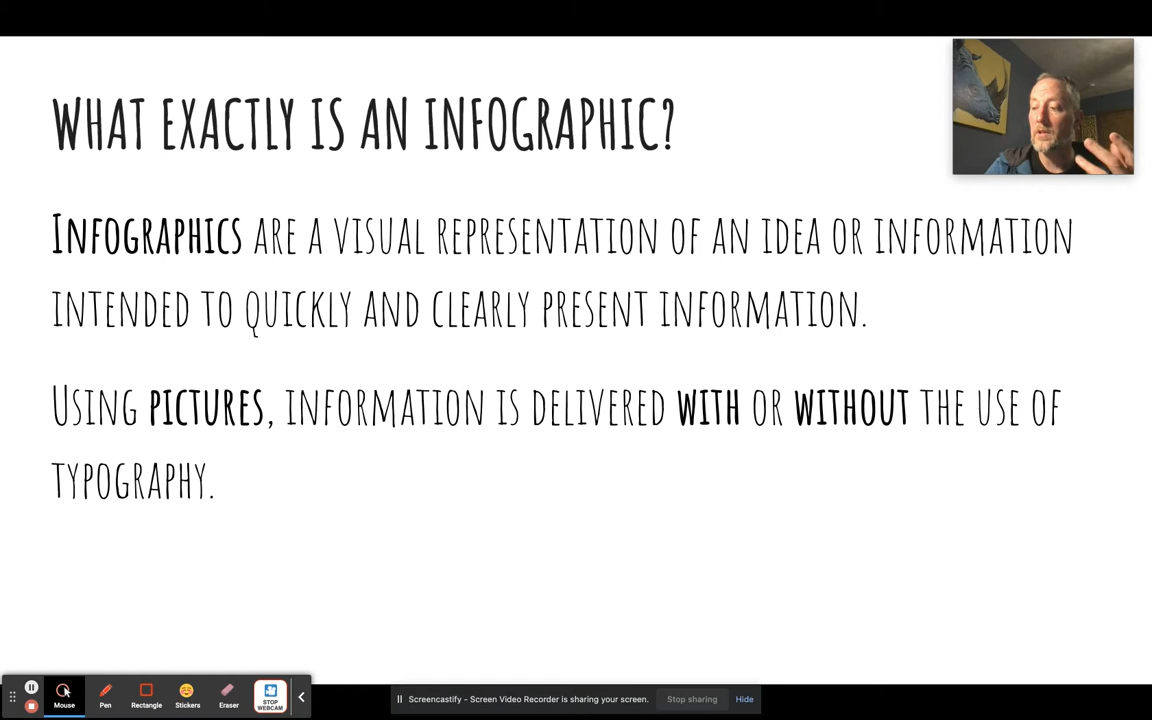 WHAT EXACTLY IS AN INFOGRAPHIC?
INFOGRAPHICS ARE A VISUAL REPRESENTATION OF AN IDEA OR INFORMATION
INTENDED TO QUICKLY AND CLEARLY PRESENT INFORMATION.
USING PICTURES, INFORMATION IS DELIVERED WITH OR WITHOUT THE USE OF
TYPOGRAPHY.
Mouse
Pen
Rectangle
Stickers
Eraser
STOP
WEBCAM
Screencastify - Screen Video Recorder is sharing your screen.
Stop sharing
Hide